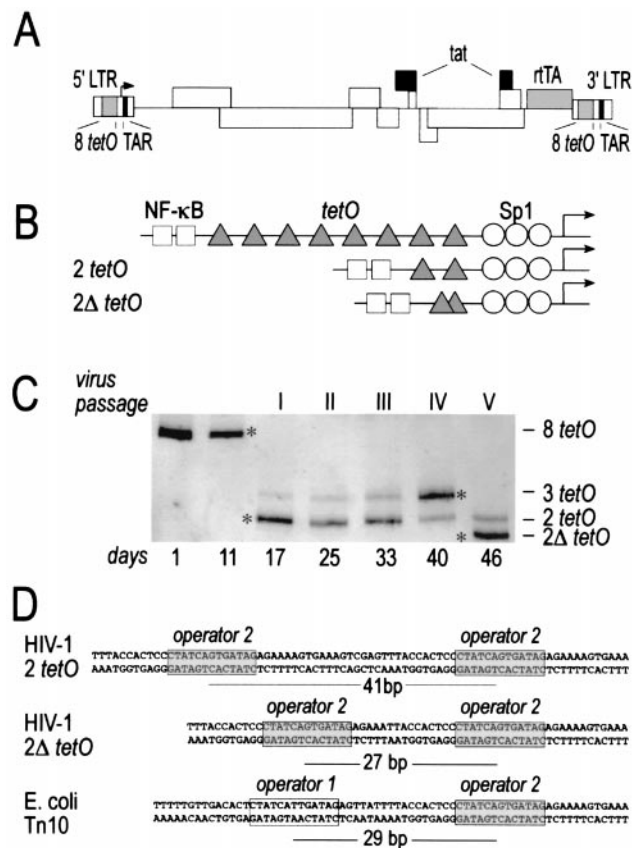 A
5' LTR
tat
rtTA
3' LTR
8 tetO
TAR
8 tetO
TAR
B
NF-κB
tetO
Sp1
2 tetO
2Δ tetO
C
virus passage
I II III IV V
8 tetO
*
3 tetO
*
2 tetO
*
2Δ tetO
*
days 1 11 17 25 33 40 46
D
HIV-1
2 tetO
operator 2 operator 2
TTTACCACTCCCTATCAGTGATAGAGAAAAGTGAAAGTCGAGTTTACCACTCCCTATCAGTGATAGAGAAAAGTGAAA
AAATGGTGAGGGATAGTCACTATCTCTTTTCACTTTCAGCTCAAATGGTGAGGGATAGTCACTATCTCTTTTCACTTT
41bp
HIV-1
2Δ tetO
operator 2 operator 2
TTTACCACTCCCTATCAGTGATAGAGAAATTACCACTCCCTATCAGTGATAGAGAAAAGTGAAA
AAATGGTGAGGGATAGTCACTATCTCTTTAATGGTGAGGGATAGTCACTATCTCTTTTCACTTT
27 bp
E. coli
Tn10
operator 1 operator 2
TTTTTGTTGACACTCTATCATTGATAGAGTTATTTTACCACTCCCTATCAGTGATAGAGAAAAGTGAAA
AAAAACAACTGTGAGATAGTAACTATCTCAATAAAATGGTGAGGGATAGTCACTATCTCTTTTCACTTT
29 bp